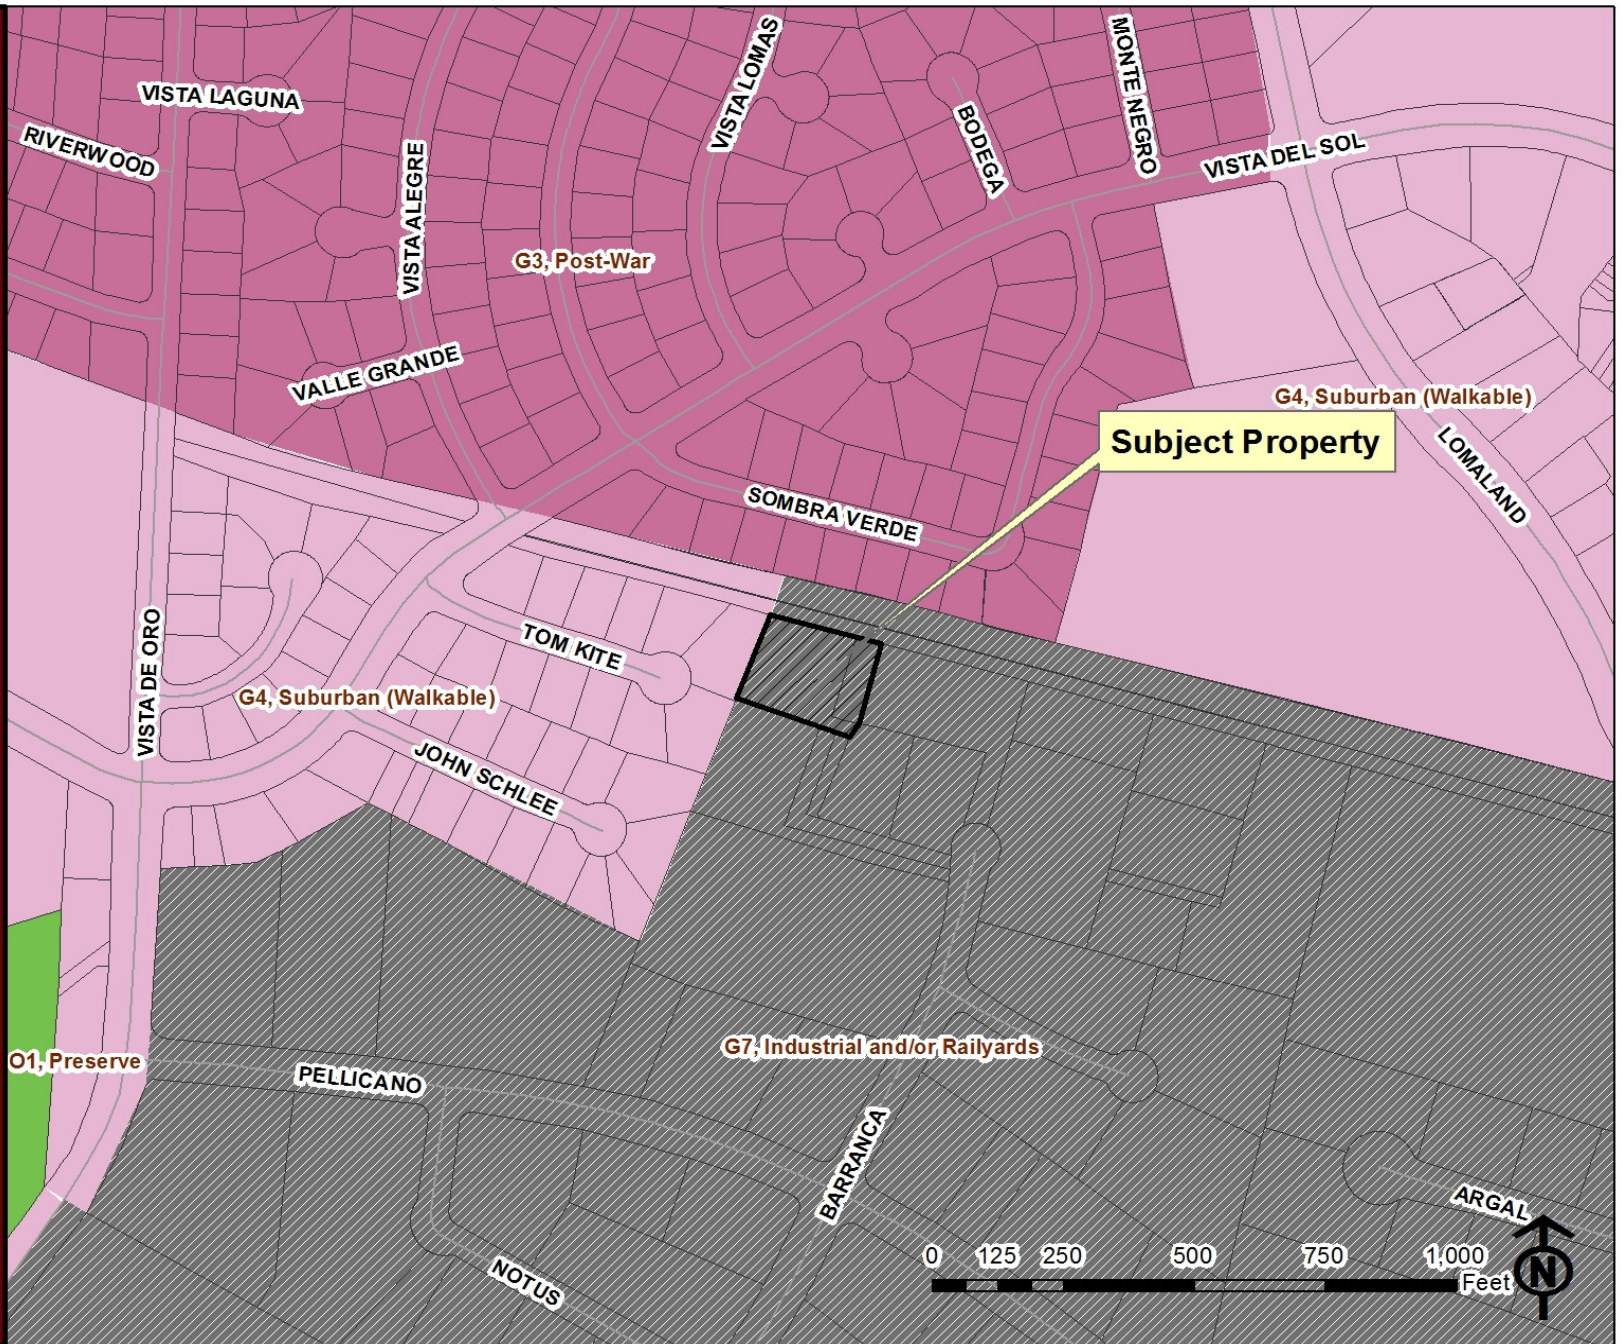 VISTA LAGUNA
RIVERWOOD
VISTA ALEGRE
VISTA LOMAS
BODEGA
MONTE NEGRO
VISTA DEL SOL
G3, Post-War
VALLE GRANDE
G4, Suburban (Walkable)
Subject Property
LOMALAND
SOMBRA VERDE
VISTA DE ORO
TOM KITE
G4, Suburban (Walkable)
JOHN SCHLEE
O1, Preserve
G7, Industrial and/or Railyards
PELLICANO
BARRANCA
ARGAL
NOTUS
0 125 250 500 750 1,000
Feet
N